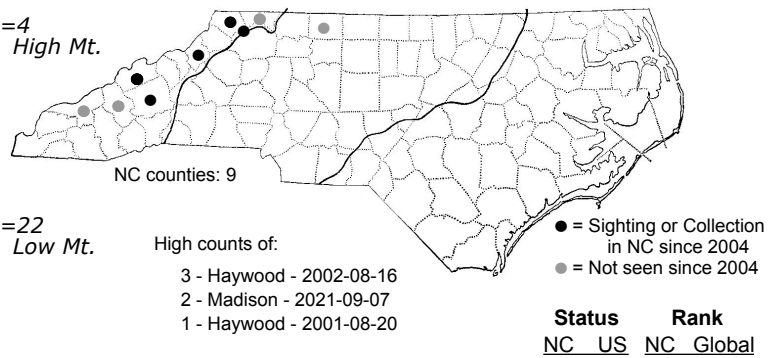 =4
High Mt.
NC counties: 9
=22
Low Mt.
High counts of:
3 - Haywood - 2002-08-16
2 - Madison - 2021-09-07
1 - Haywood - 2001-08-20
= Sighting or Collection
in NC since 2004
= Not seen since 2004
Status Rank
NC US NC Global